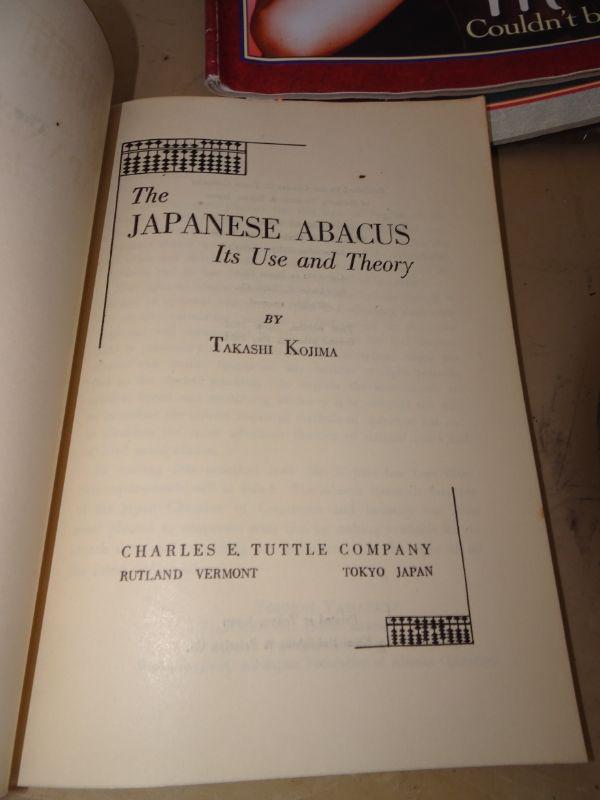 Couldn't b
The
JAPANESE ABACUS
Its Use and Theory
BY
TAKASHI KOJIMA
CHARLES E. TUTTLE COMPANY
RUTLAND VERMONT TOKYO JAPAN